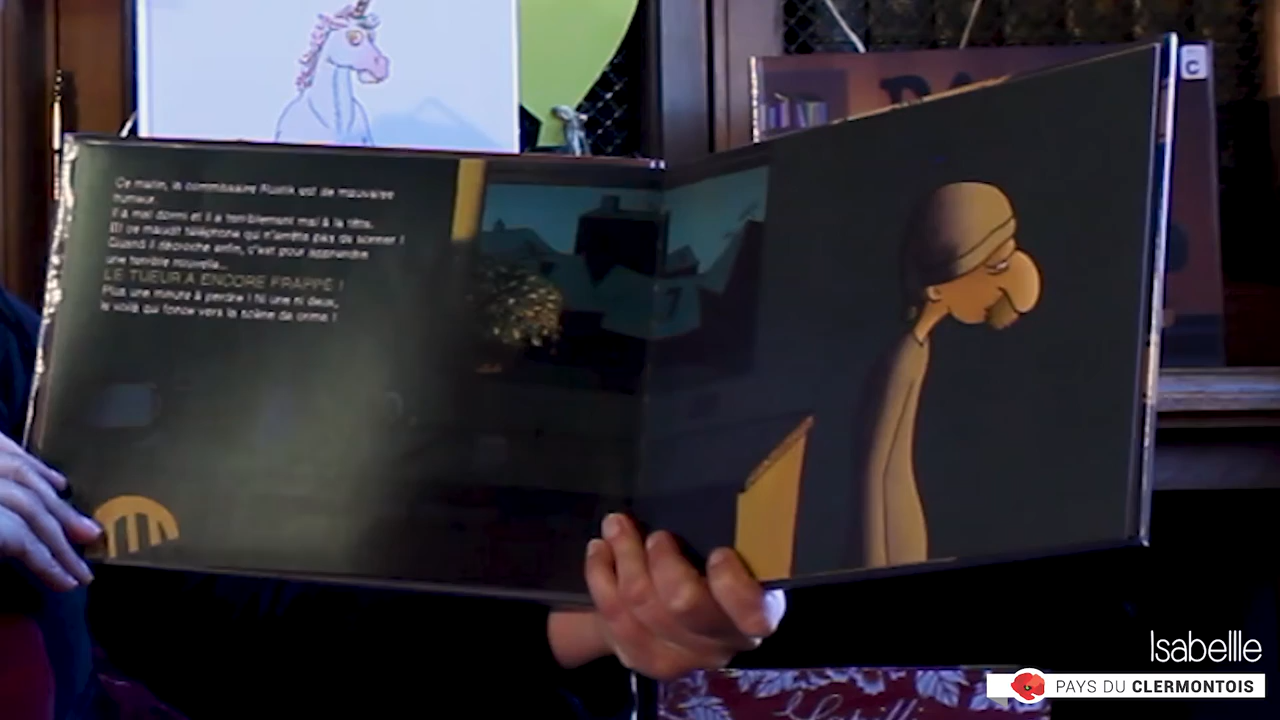 C
Ce matin, le commissaire Rustik est de mauvaise
humeur.
Il a mal dormi et il a terriblement mal à la tête.
Et ce maudit téléphone qui n'arrête pas de sonner !
Quand il décroche enfin, c'est pour apprendre
une terrible nouvelle...
LE TUEUR A ENCORE FRAPPÉ !
Plus une minute à perdre ! Ni une ni deux,
le voilà qui fonce vers la scène de crime !
Isabellle
PAYS DU CLERMONTOIS